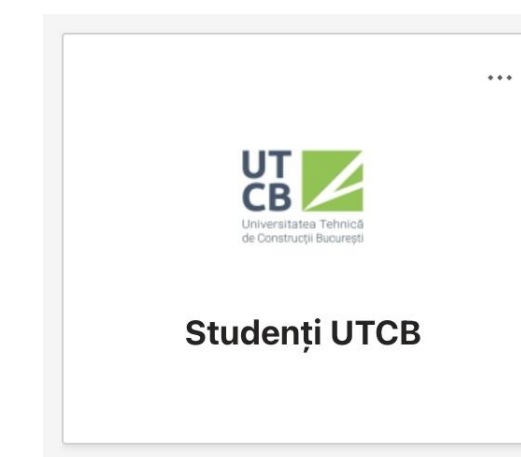 UT
CB
Universitatea Tehnică
de Construcții București
Studenți UTCB